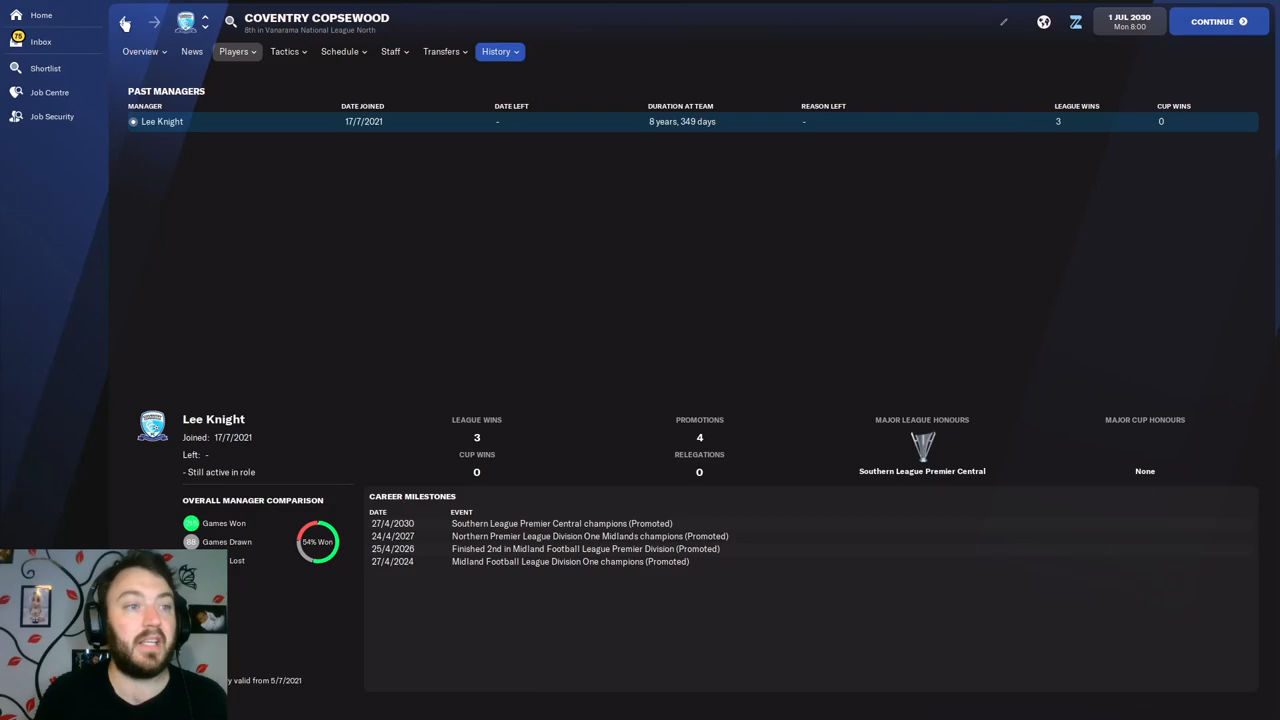 Home
COVENTRY COPSEWOOD
8th in Vanarama National League North
1 JUL 2030
Mon 8:00
CONTINUE
75
Inbox
Overview
News
Players
Tactics
Schedule
Staff
Transfers
History
Shortlist
Job Centre
Job Security
PAST MANAGERS
MANAGER DATE JOINED DATE LEFT DURATION AT TEAM REASON LEFT LEAGUE WINS CUP WINS
Lee Knight 17/7/2021 - 8 years, 349 days - 3 0
Lee Knight
Joined: 17/7/2021
Left: -
- Still active in role
LEAGUE WINS
3
CUP WINS
0
PROMOTIONS
4
RELEGATIONS
0
MAJOR LEAGUE HONOURS
Southern League Premier Central
MAJOR CUP HONOURS
None
OVERALL MANAGER COMPARISON
Games Won
88 Games Drawn
Lost
54% Won
y valid from 5/7/2021
CAREER MILESTONES
DATE EVENT
27/4/2030 Southern League Premier Central champions (Promoted)
24/4/2027 Northern Premier League Division One Midlands champions (Promoted)
25/4/2026 Finished 2nd in Midland Football League Premier Division (Promoted)
27/4/2024 Midland Football League Division One champions (Promoted)